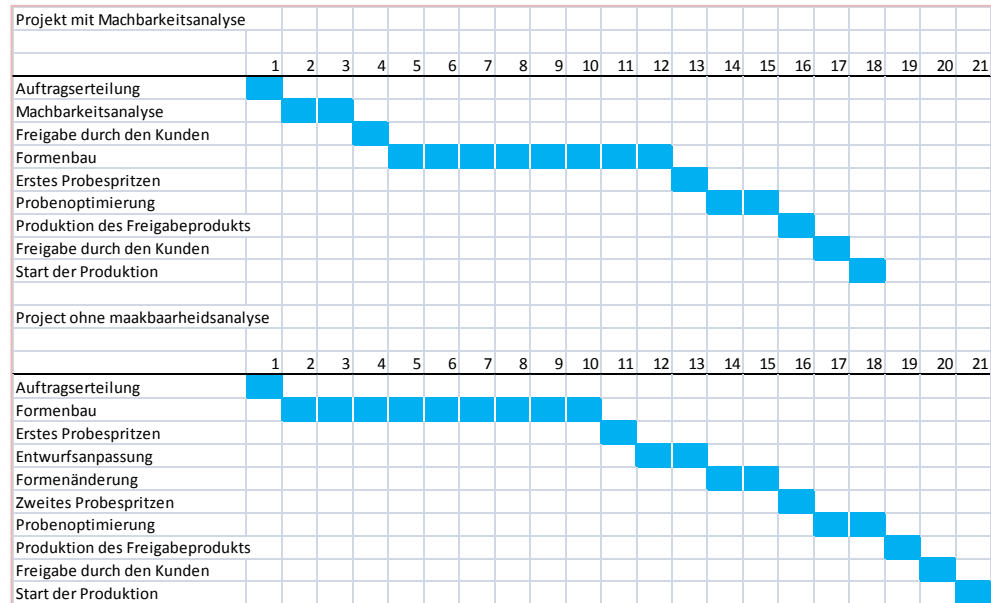 Projekt mit Machbarkeitsanalyse
1 2 3 4 5 6 7 8 9 10 11 12 13 14 15 16 17 18 19 20 21
Auftragserteilung
Machbarkeitsanalyse
Freigabe durch den Kunden
Formenbau
Erstes Probespritzen
Probenoptimierung
Produktion des Freigabeprodukts
Freigabe durch den Kunden
Start der Produktion
Project ohne maakbaarheidsanalyse
1 2 3 4 5 6 7 8 9 10 11 12 13 14 15 16 17 18 19 20 21
Auftragserteilung
Formenbau
Erstes Probespritzen
Entwurfsanpassung
Formenänderung
Zweites Probespritzen
Probenoptimierung
Produktion des Freigabeprodukts
Freigabe durch den Kunden
Start der Produktion